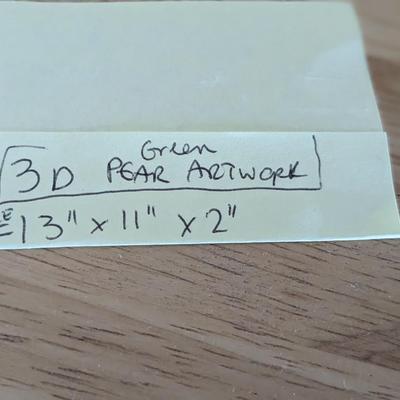 Green
3D PEAR ARTWORK
13" x 11" x 2"